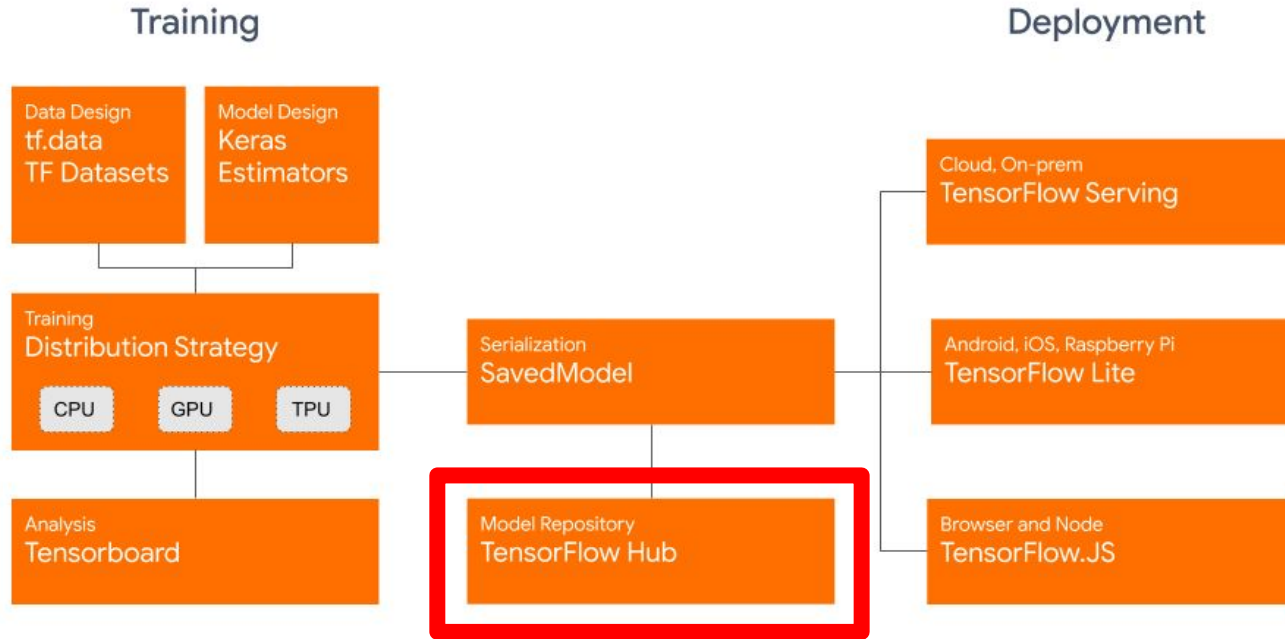 Training
Deployment
Data Design
tf.data
TF Datasets
Model Design
Keras
Estimators
Training
Distribution Strategy
CPU
GPU
TPU
Analysis
Tensorboard
Serialization
SavedModel
Model Repository
TensorFlow Hub
Cloud, On-prem
TensorFlow Serving
Android, iOS, Raspberry Pi
TensorFlow Lite
Browser and Node
TensorFlow.JS